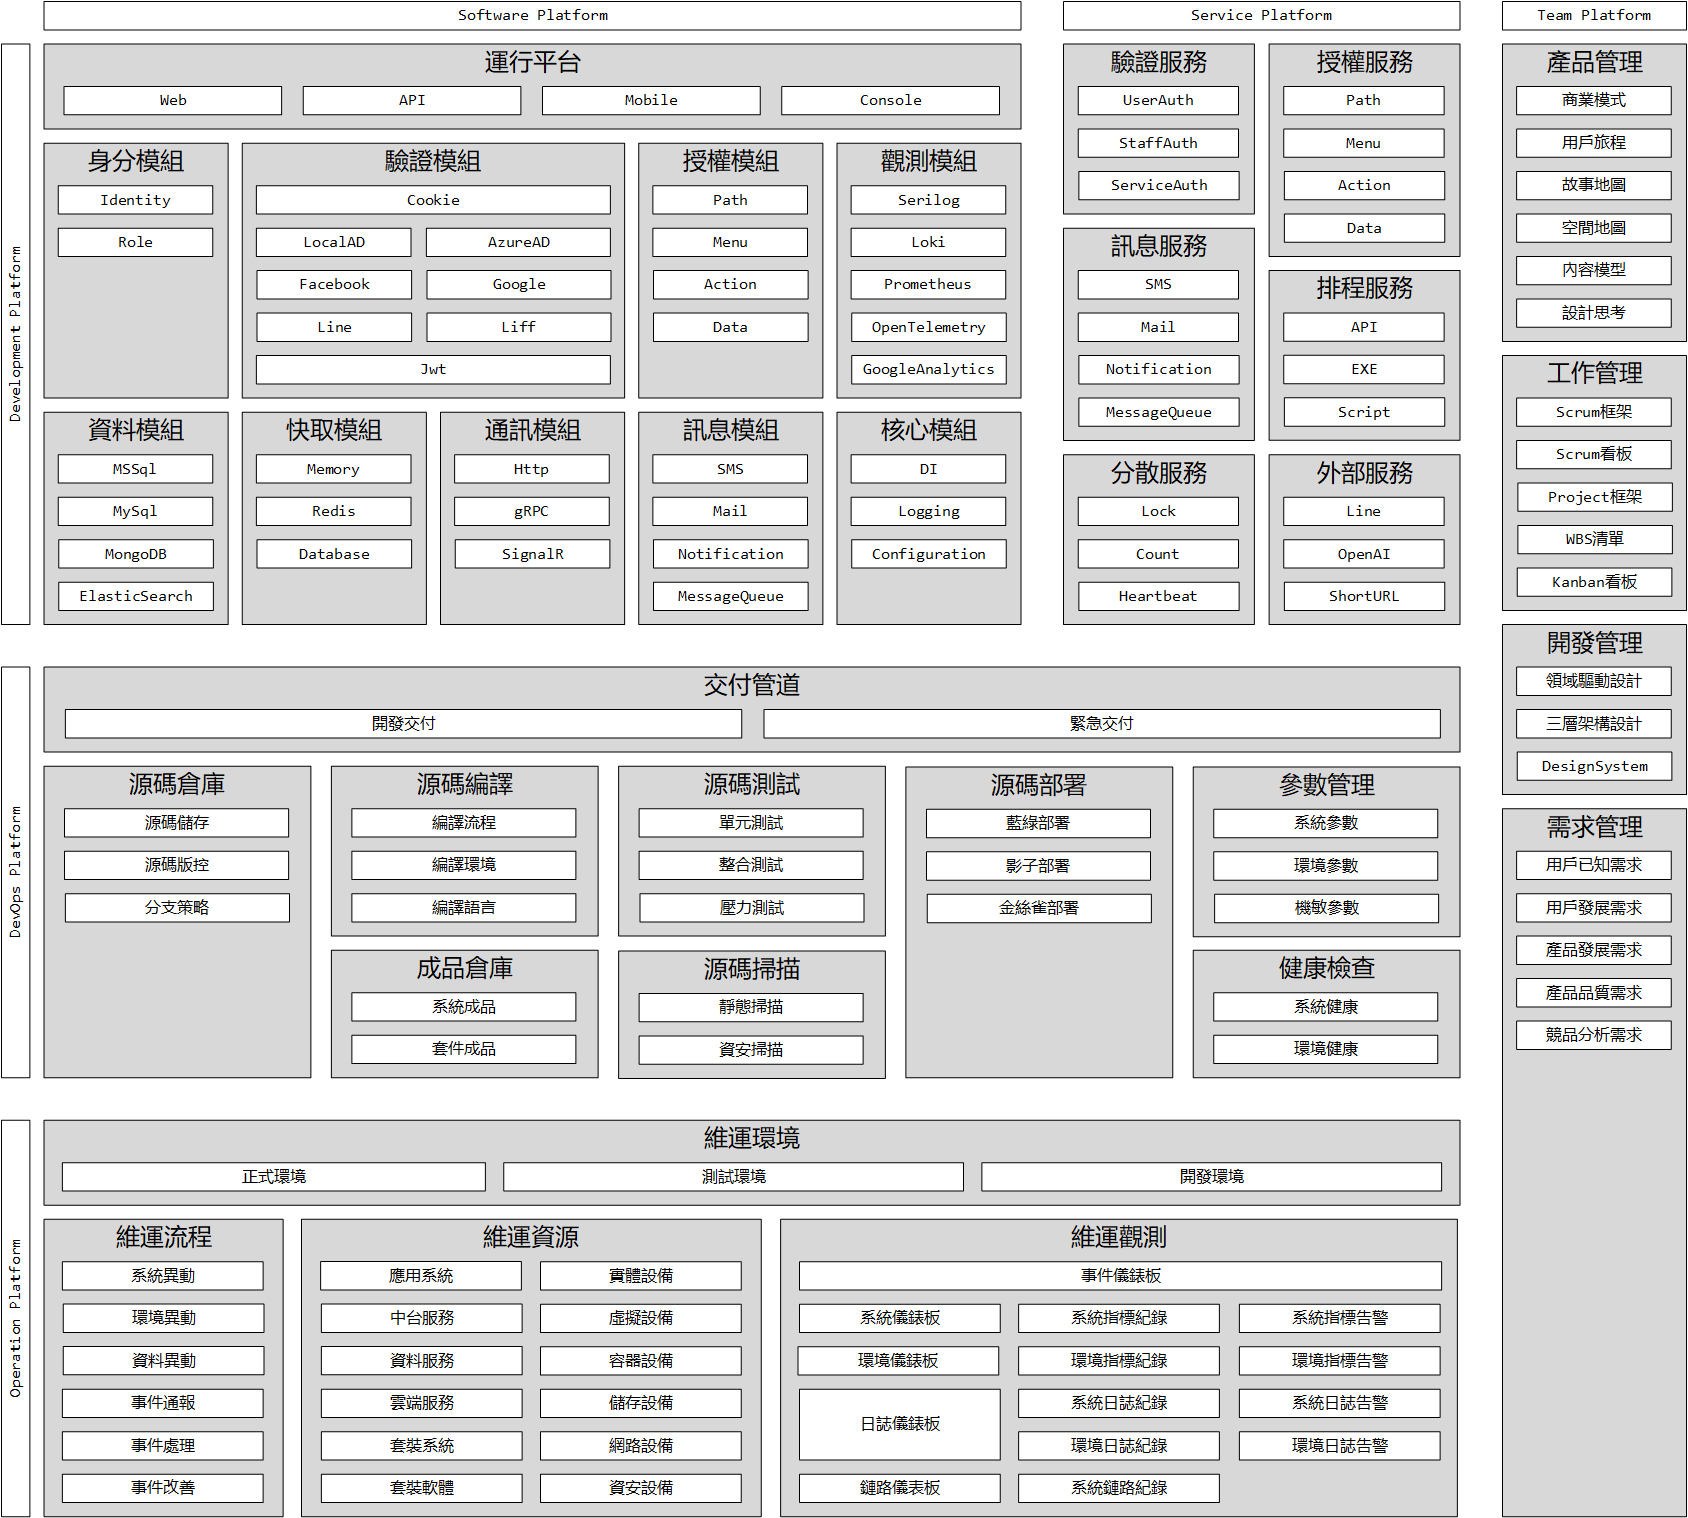 Software Platform
Service Platform
Team Platform
Development Platform
運行平台
Web
API
Mobile
Console
身分模組
Identity
Role
驗證模組
Cookie
LocalAD
AzureAD
Facebook
Google
Line
Liff
Jwt
授權模組
Path
Menu
Action
Data
觀測模組
Serilog
Loki
Prometheus
OpenTelemetry
GoogleAnalytics
資料模組
MSSql
MySql
MongoDB
ElasticSearch
快取模組
Memory
Redis
Database
通訊模組
Http
gRPC
SignalR
訊息模組
SMS
Mail
Notification
MessageQueue
核心模組
DI
Logging
Configuration
驗證服務
UserAuth
StaffAuth
ServiceAuth
授權服務
Path
Menu
Action
Data
訊息服務
SMS
Mail
Notification
MessageQueue
排程服務
API
EXE
Script
分散服務
Lock
Count
Heartbeat
外部服務
Line
OpenAI
ShortURL
產品管理
商業模式
用戶旅程
故事地圖
空間地圖
內容模型
設計思考
工作管理
Scrum框架
Scrum看板
Project框架
WBS清單
Kanban看板
開發管理
領域驅動設計
三層架構設計
DesignSystem
需求管理
用戶已知需求
用戶發展需求
產品發展需求
產品品質需求
競品分析需求
DevOps Platform
交付管道
開發交付
緊急交付
源碼倉庫
源碼儲存
源碼版控
分支策略
源碼編譯
編譯流程
編譯環境
編譯語言
成品倉庫
系統成品
套件成品
源碼測試
單元測試
整合測試
壓力測試
源碼掃描
靜態掃描
資安掃描
源碼部署
藍綠部署
影子部署
金絲雀部署
參數管理
系統參數
環境參數
機敏參數
健康檢查
系統健康
環境健康
Operation Platform
維運環境
正式環境
測試環境
開發環境
維運流程
系統異動
環境異動
資料異動
事件通報
事件處理
事件改善
維運資源
應用系統
實體設備
中台服務
虛擬設備
資料服務
容器設備
雲端服務
儲存設備
套裝系統
網路設備
套裝軟體
資安設備
維運觀測
事件儀錶板
系統儀錶板
系統指標紀錄
系統指標告警
環境儀錶板
環境指標紀錄
環境指標告警
日誌儀錶板
系統日誌紀錄
系統日誌告警
環境日誌紀錄
環境日誌告警
鏈路儀表板
系統鏈路紀錄